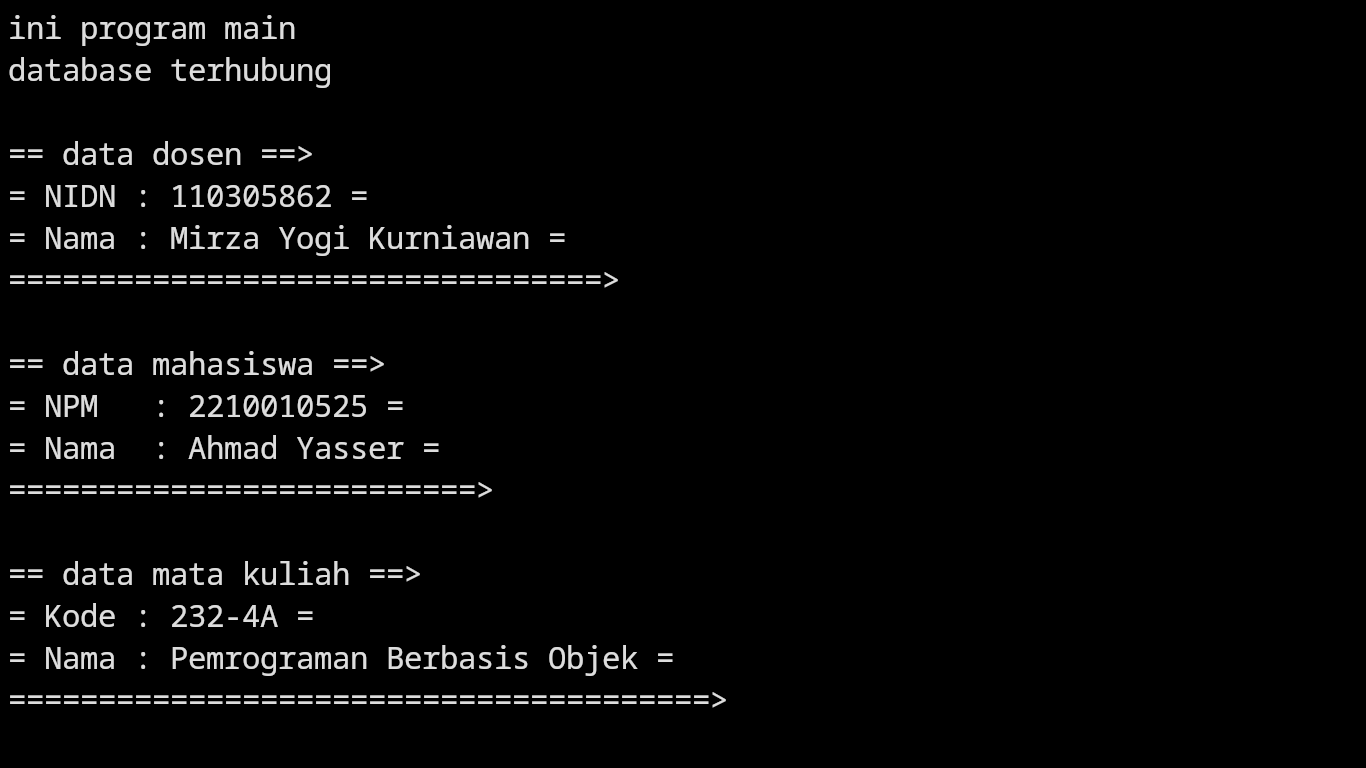 ini program main
database terhubung

== data dosen ==>
= NIDN : 110305862 =
= Nama : Mirza Yogi Kurniawan =
=================================>

== data mahasiswa ==>
= NPM   : 2210010525 =
= Nama  : Ahmad Yasser =
==========================>

== data mata kuliah ==>
= Kode : 232-4A =
= Nama : Pemrograman Berbasis Objek =
=======================================>